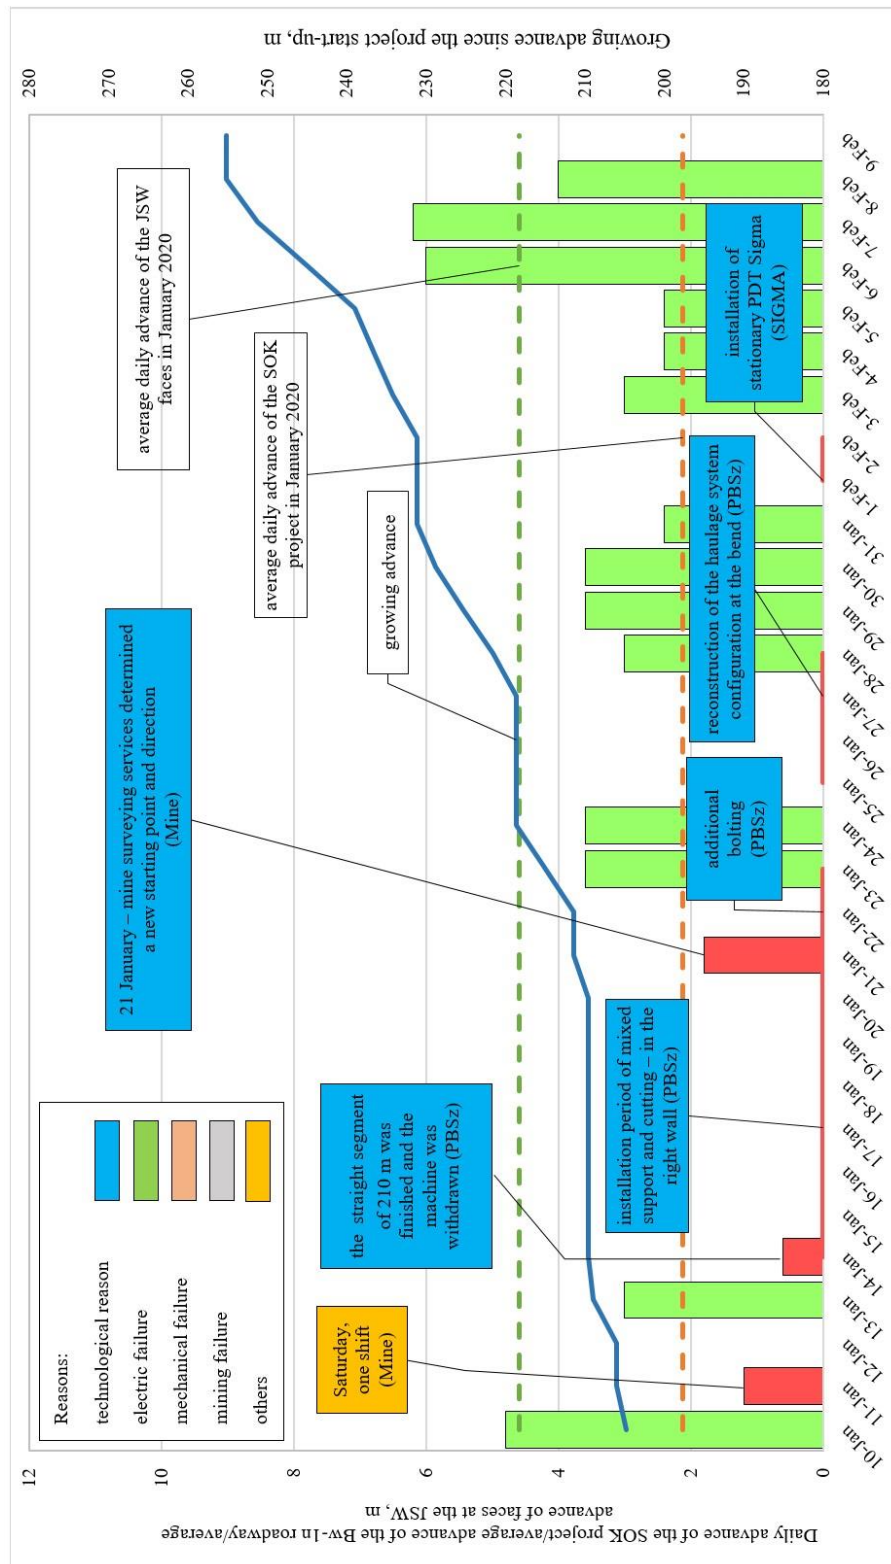 Daily advance of the SOK project/average advance of the Bw-1n roadway/average
advance of faces at the JSW, m
12
10
8
6
4
2
0
Reasons:
technological reason
electric failure
mechanical failure
mining failure
others
Saturday,
one shift
(Mine)
the straight segment
of 210 m was
finished and the
machine was
withdrawn (PBSz)
21 January – mine surveying services determined
a new starting point and direction
(Mine)
installation period of mixed
support and cutting – in the
right wall (PBSz)
additional
bolting
(PBSz)
growing advance
reconstruction of the haulage system
configuration at the bend (PBSz)
average daily advance of the SOK
project in January 2020
average daily advance of the JSW
faces in January 2020
installation of
stationary PDT Sigma
(SIGMA)
10-Jan
11-Jan
12-Jan
13-Jan
14-Jan
15-Jan
16-Jan
17-Jan
18-Jan
19-Jan
20-Jan
21-Jan
22-Jan
23-Jan
24-Jan
25-Jan
26-Jan
27-Jan
28-Jan
29-Jan
30-Jan
31-Jan
1-Feb
2-Feb
3-Feb
4-Feb
5-Feb
6-Feb
7-Feb
8-Feb
9-Feb
280
270
260
250
240
230
220
210
200
190
180
Growing advance since the project start-up, m